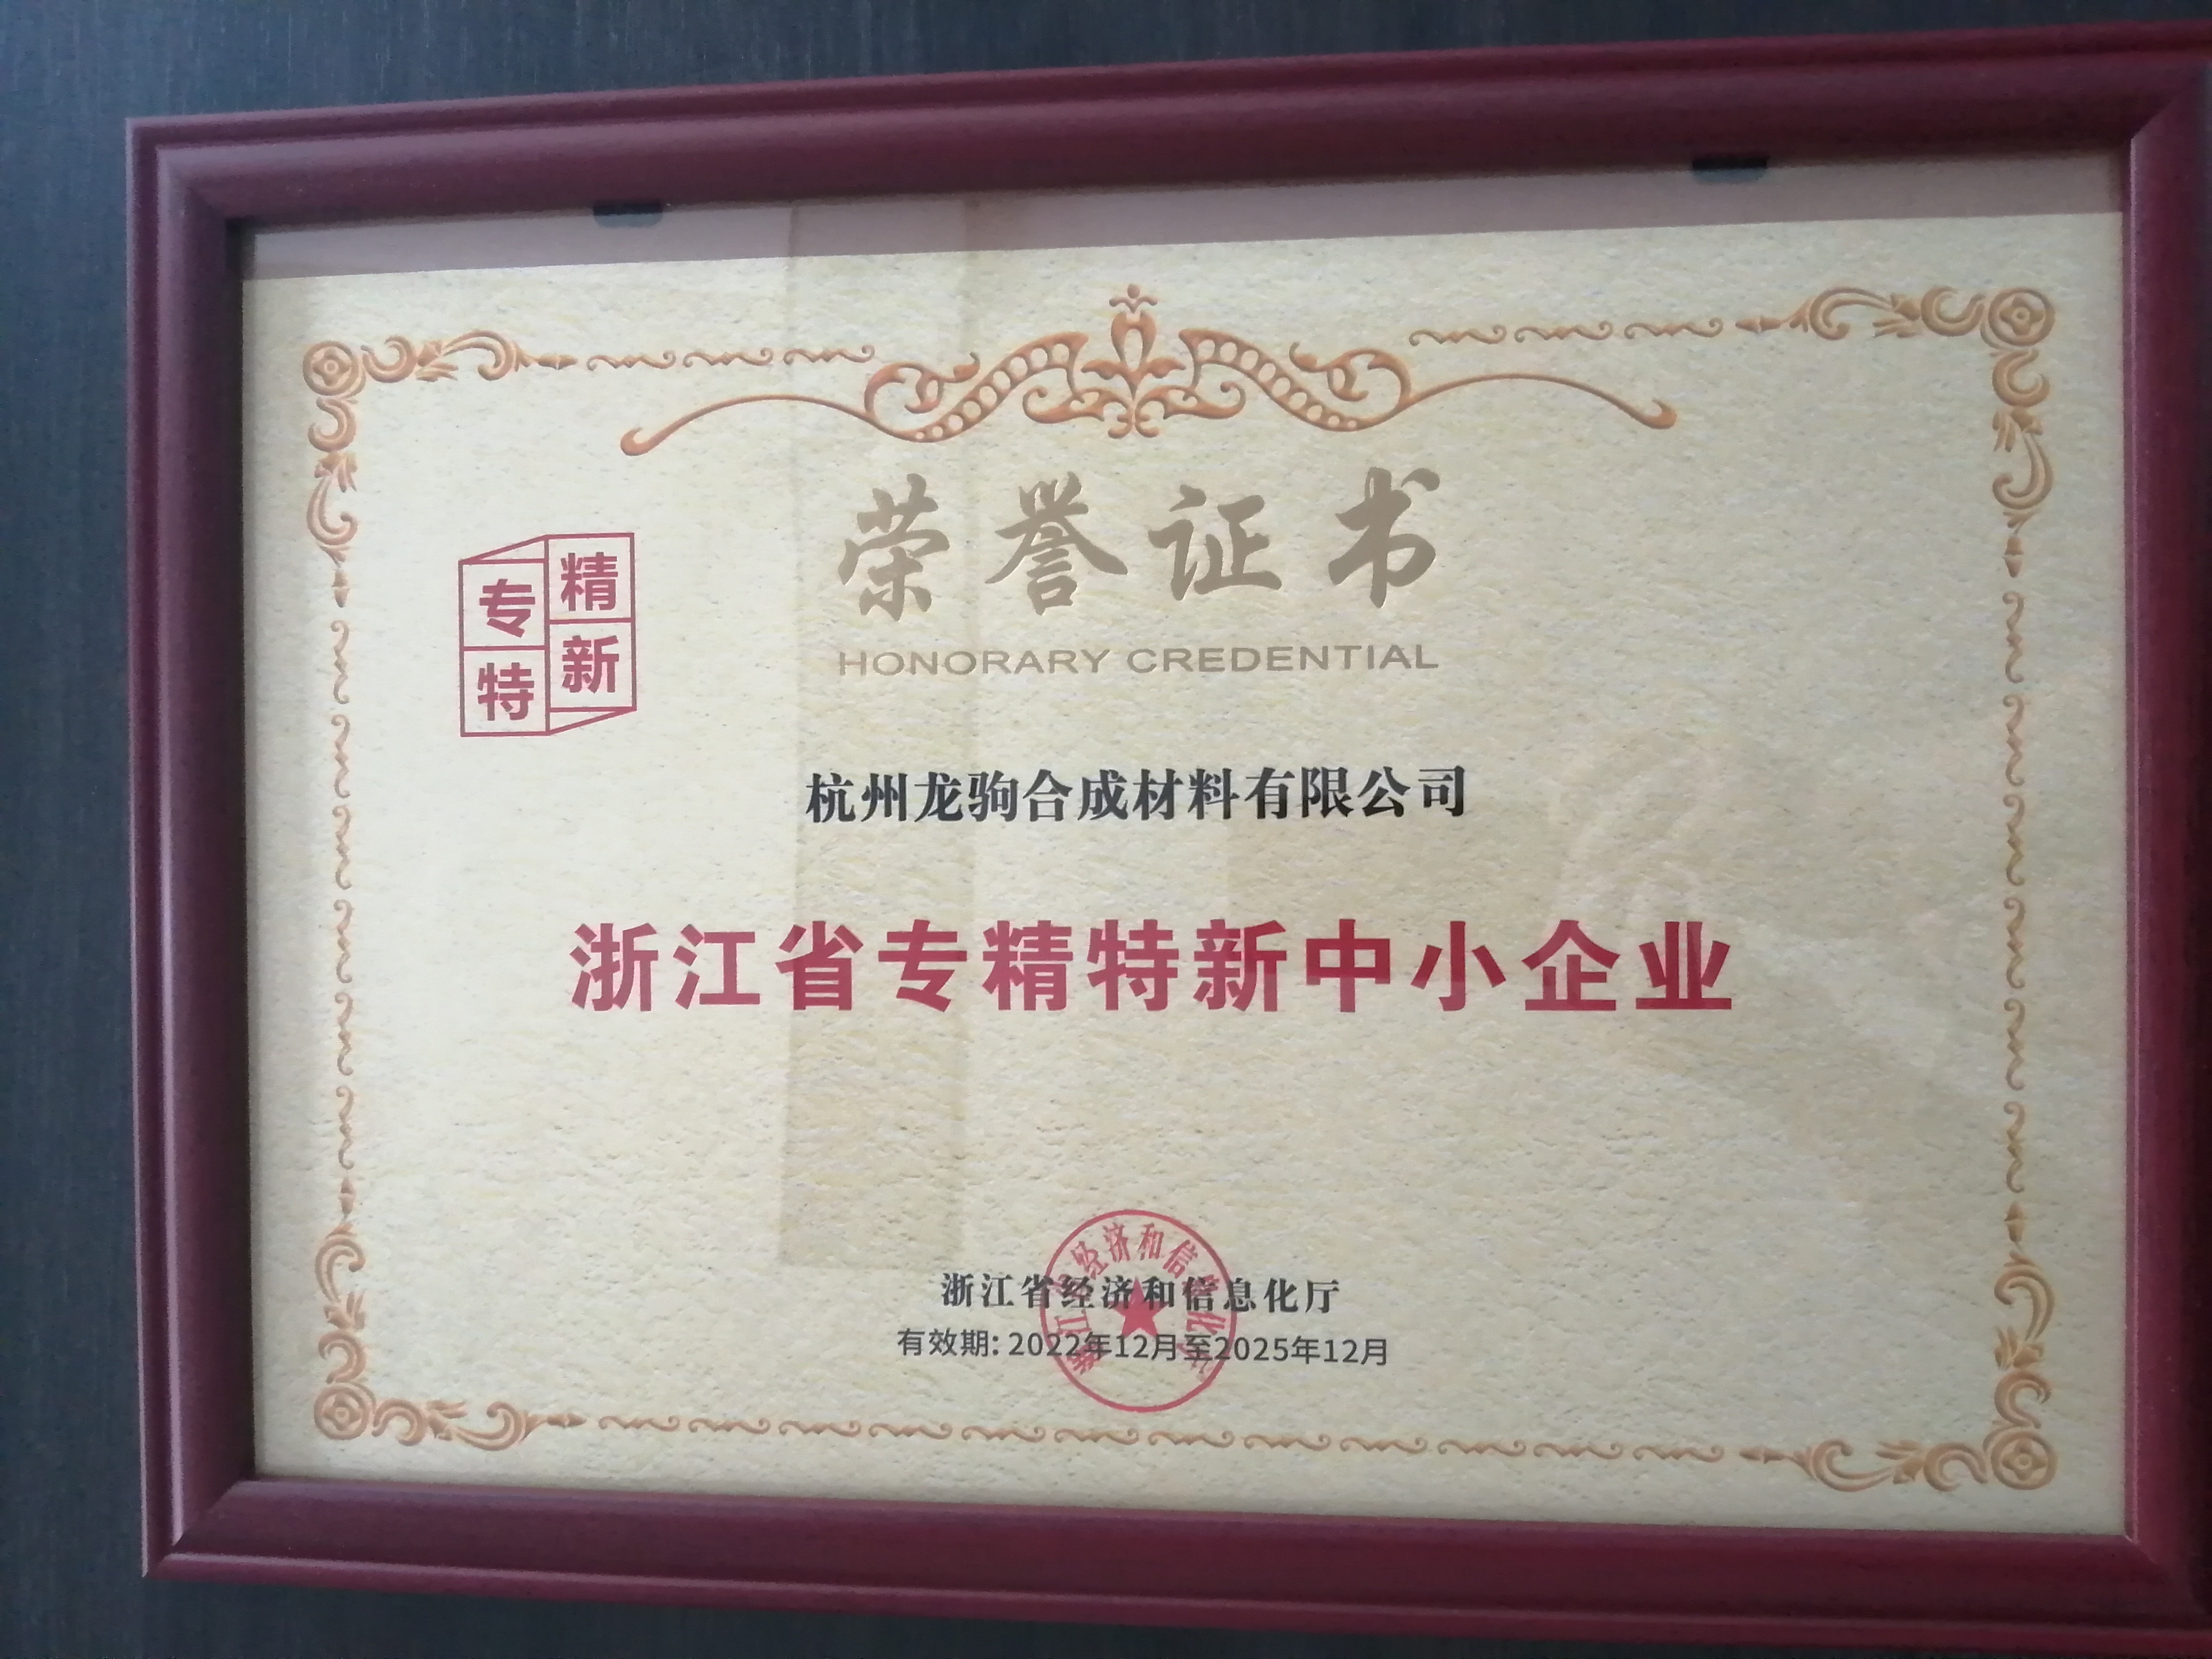 荣誉证书
HONORARY CREDENTIAL
专精
特新
杭州龙驹合成材料有限公司
浙江省专精特新中小企业
浙江省经济和信息化厅
有效期：2022年12月至2025年12月